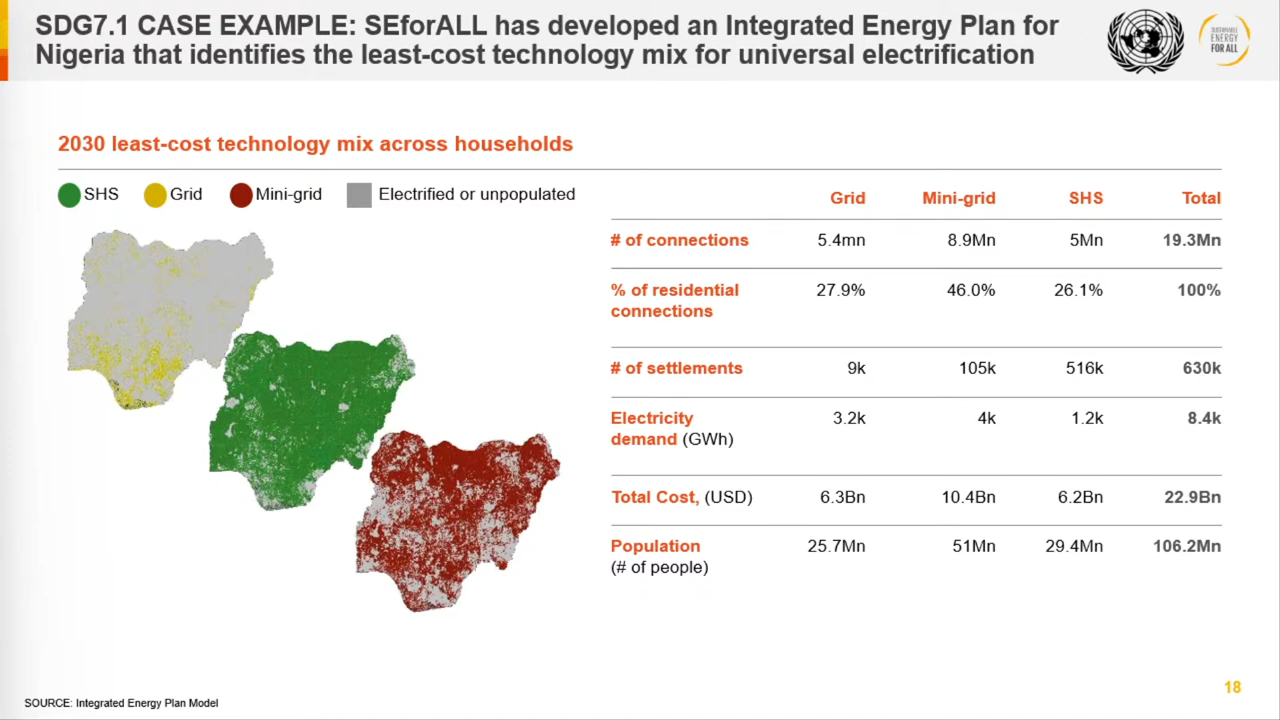 SDG7.1 CASE EXAMPLE: SEforALL has developed an Integrated Energy Plan for
Nigeria that identifies the least-cost technology mix for universal electrification
SUSTAINABLE
ENERGY
FOR ALL
2030 least-cost technology mix across households
SHS Grid Mini-grid Electrified or unpopulated
Grid Mini-grid SHS Total
# of connections 5.4mn 8.9Mn 5Mn 19.3Mn
% of residential 27.9% 46.0% 26.1% 100%
connections
# of settlements 9k 105k 516k 630k
Electricity 3.2k 4k 1.2k 8.4k
demand (GWh)
Total Cost, (USD) 6.3Bn 10.4Bn 6.2Bn 22.9Bn
Population 25.7Mn 51Mn 29.4Mn 106.2Mn
(# of people)
18
SOURCE: Integrated Energy Plan Model